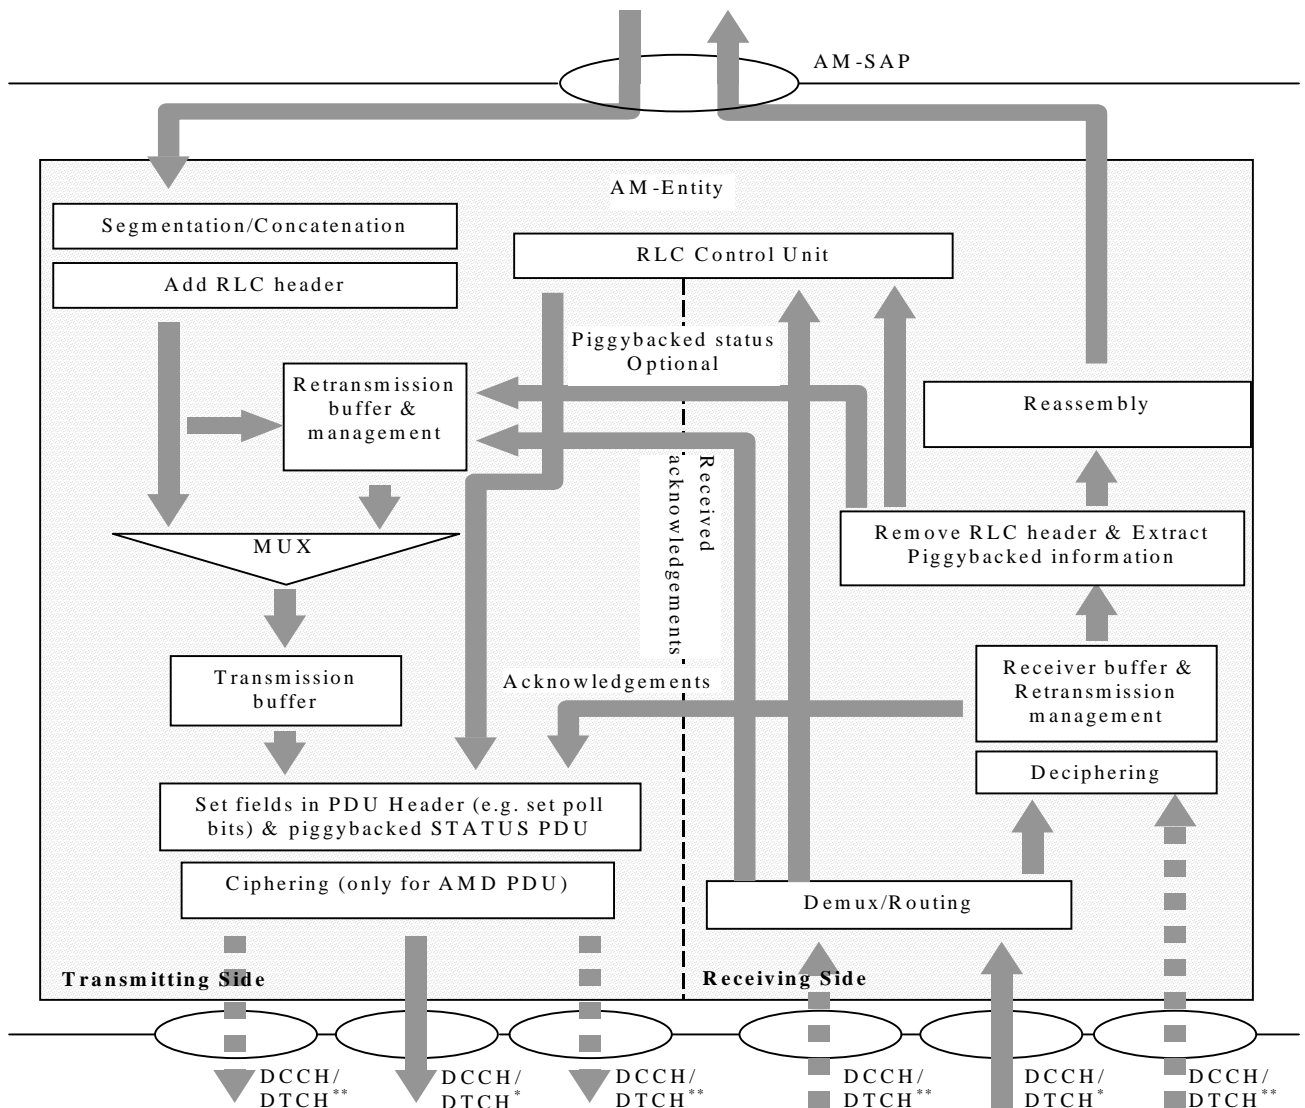 AM-SAP
AM-Entity
Segmentation/Concatenation
Add RLC header
RLC Control Unit
Piggybacked status
Optional
Retransmission
buffer &
management
Received
acknowledgements
Reassembly
MUX
Remove RLC header & Extract
Piggybacked information
Transmission
buffer
Acknowledgements
Receiver buffer &
Retransmission
management
Deciphering
Set fields in PDU Header (e.g. set poll
bits) & piggybacked STATUS PDU
Ciphering (only for AMD PDU)
Demux/Routing
Transmitting Side
Receiving Side
DCCH/
DTCH**
DCCH/
DTCH*
DCCH/
DTCH**
DCCH/
DTCH**
DCCH/
DTCH*
DCCH/
DTCH**